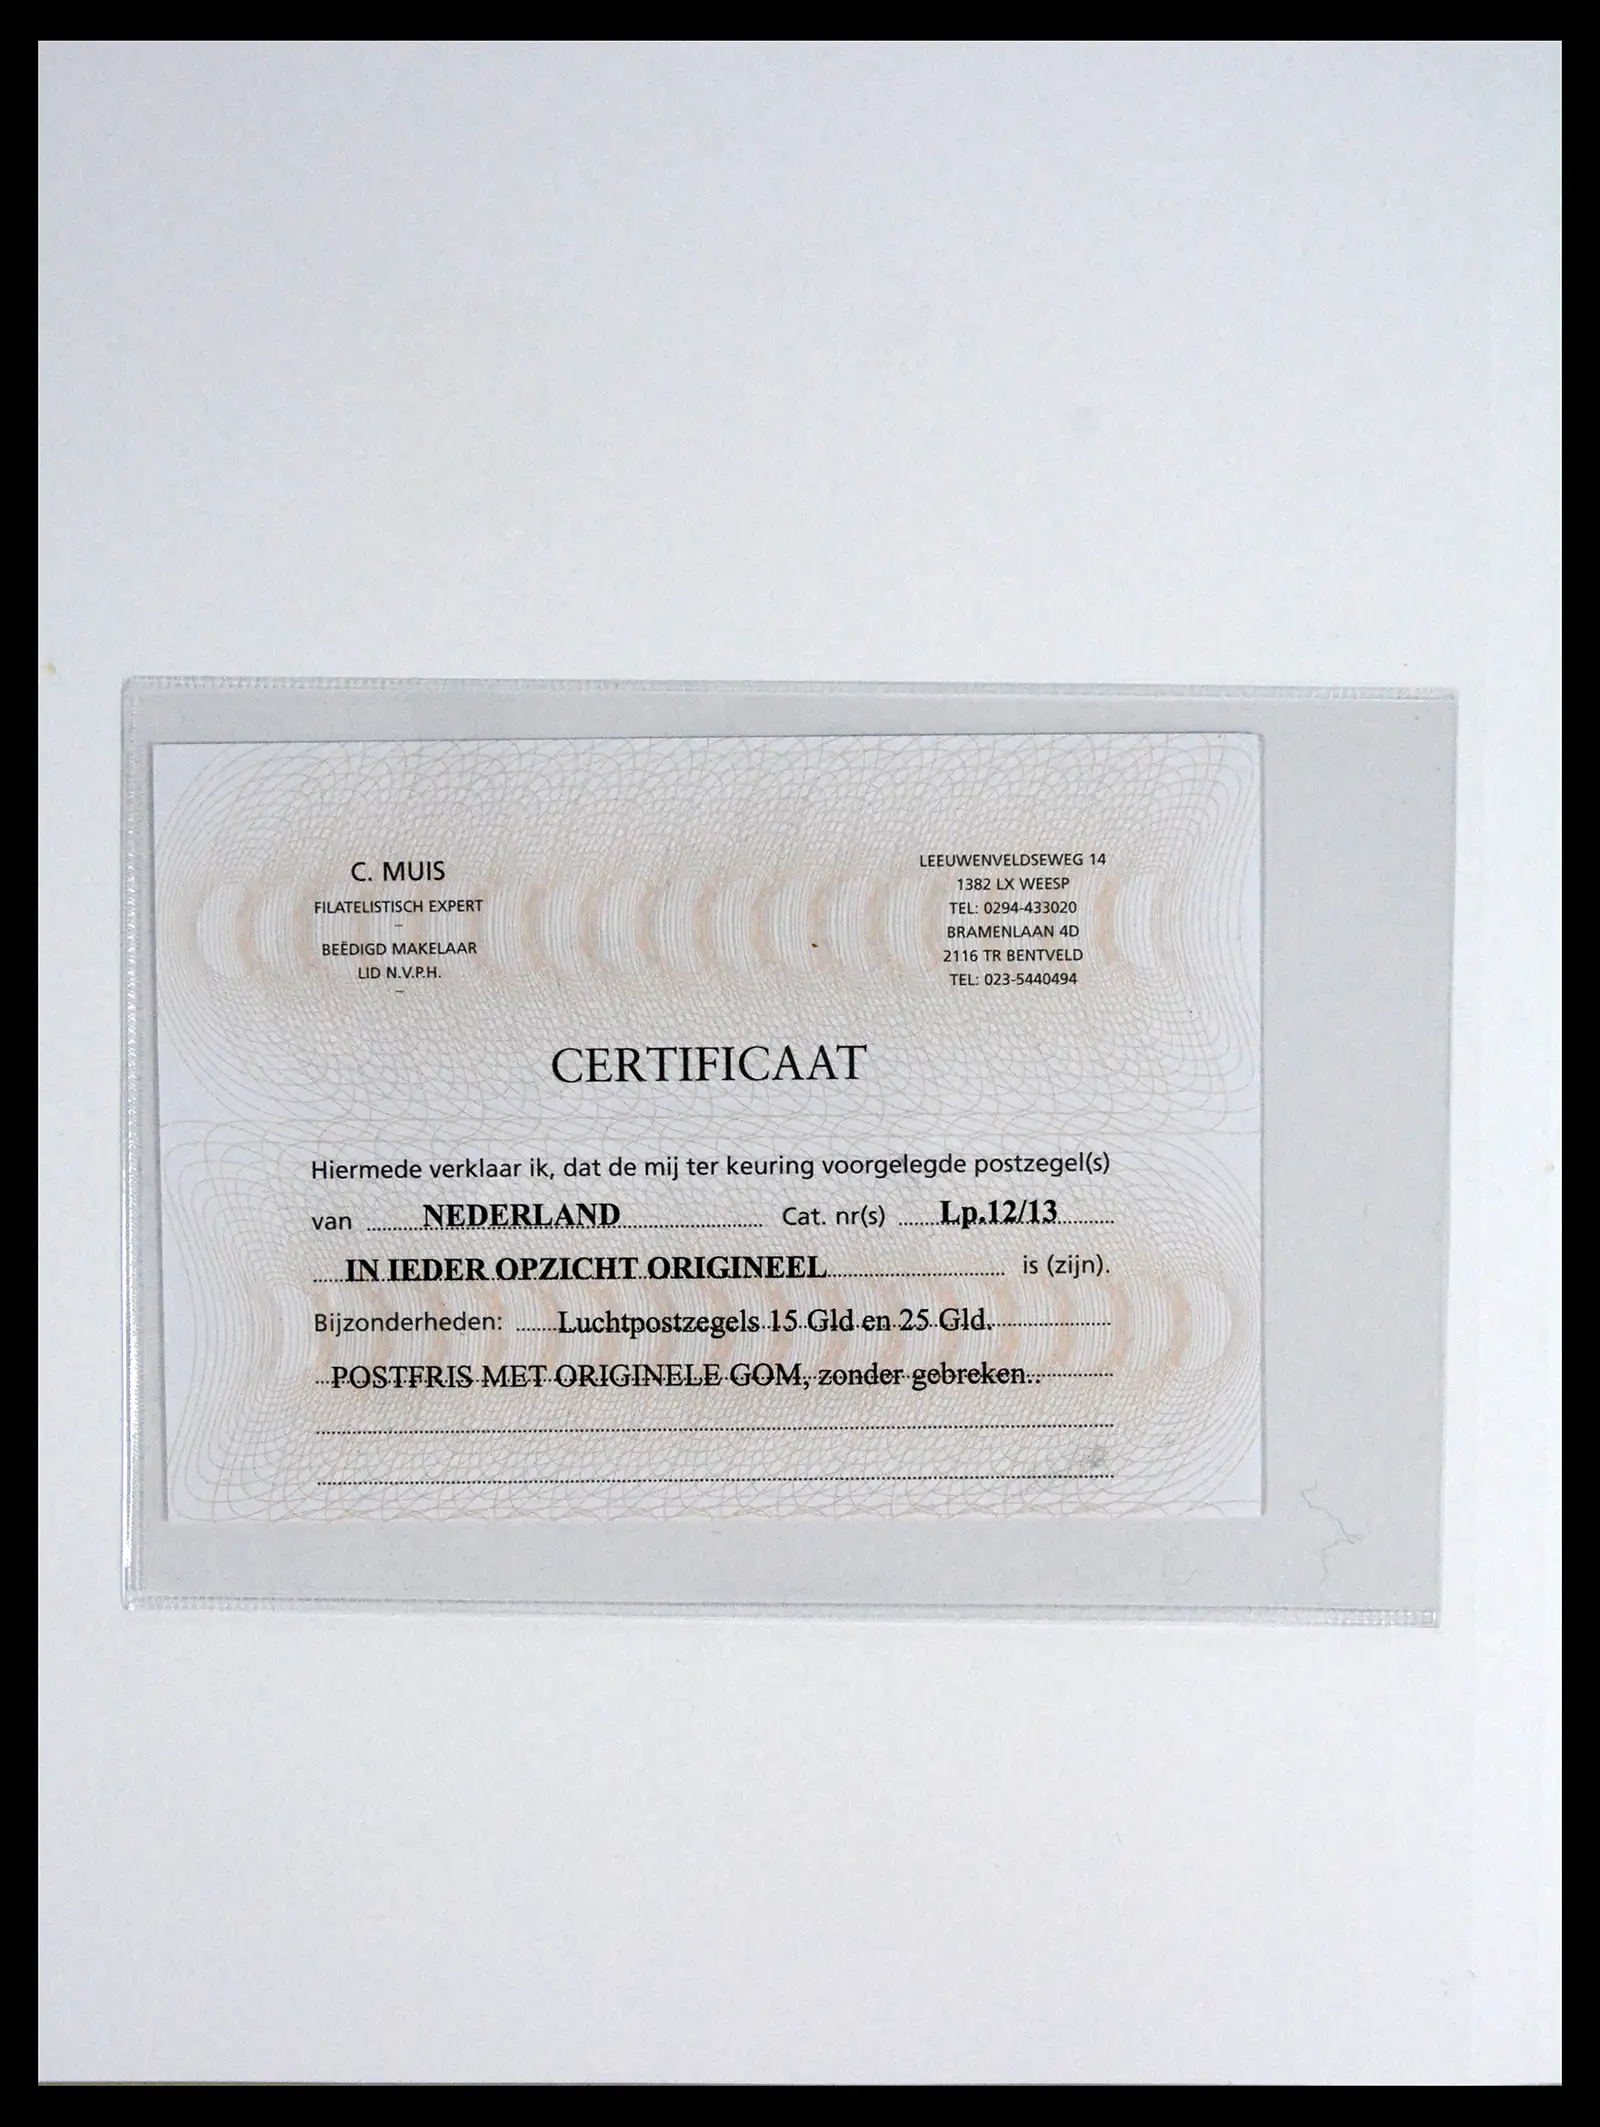 C. MUIS
FILATELISTISCH EXPERT
–
BEËDIGD MAKELAAR
LID N.V.P.H.
–
LEEUWENVELDSEWEG 14
1382 LX WEESP
TEL: 0294-433020
BRAMENLAAN 4D
2116 TR BENTVELD
TEL: 023-5440494
CERTIFICAAT
Hiermede verklaar ik, dat de mij ter keuring voorgelegde postzegel(s)
van NEDERLAND Cat. nr(s) Lp.12/13
IN IEDER OPZICHT ORIGINEEL is (zijn).
Bijzonderheden: Luchtpostzegels 15 Gld en 25 Gld.
POSTFRIS MET ORIGINELE GOM, zonder gebreken..